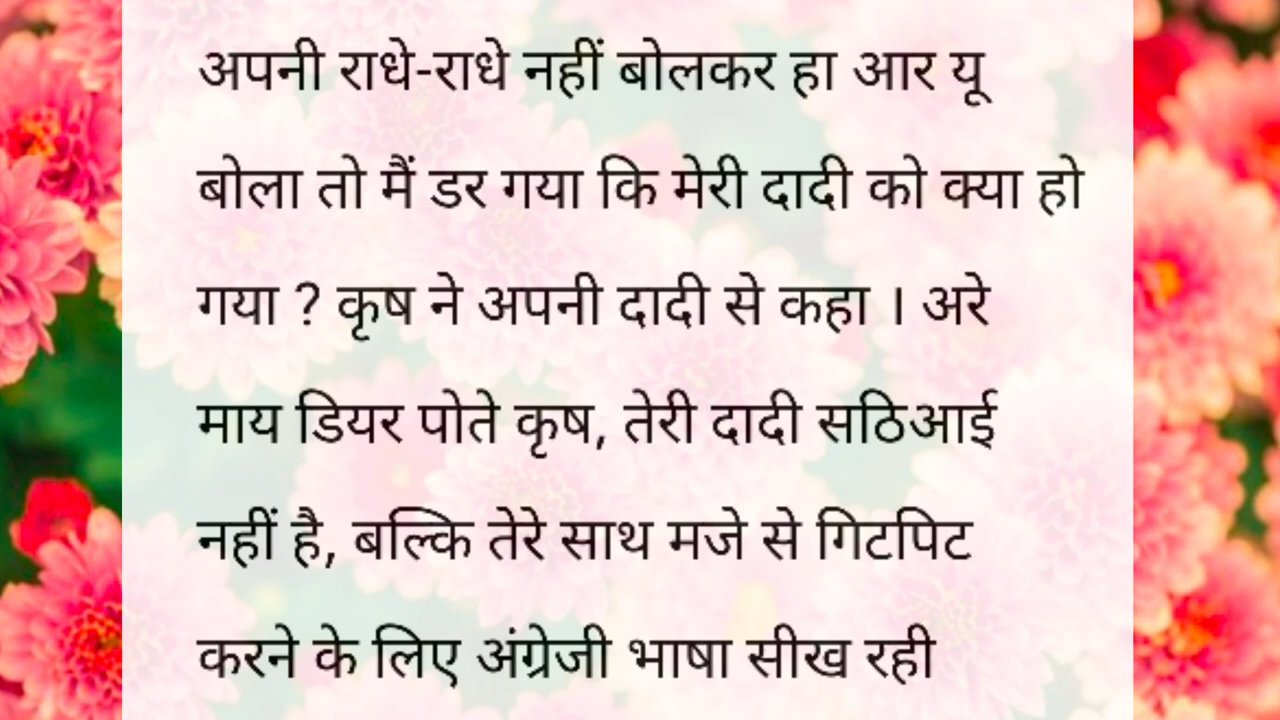 अपनी राधे-राधे नहीं बोलकर हा आर यू
बोला तो मैं डर गया कि मेरी दादी को क्या हो
गया ? कृष ने अपनी दादी से कहा । अरे
माय डियर पोते कृष, तेरी दादी सठिआई
नहीं है, बल्कि तेरे साथ मजे से गिटपिट
करने के लिए अंग्रेजी भाषा सीख रही